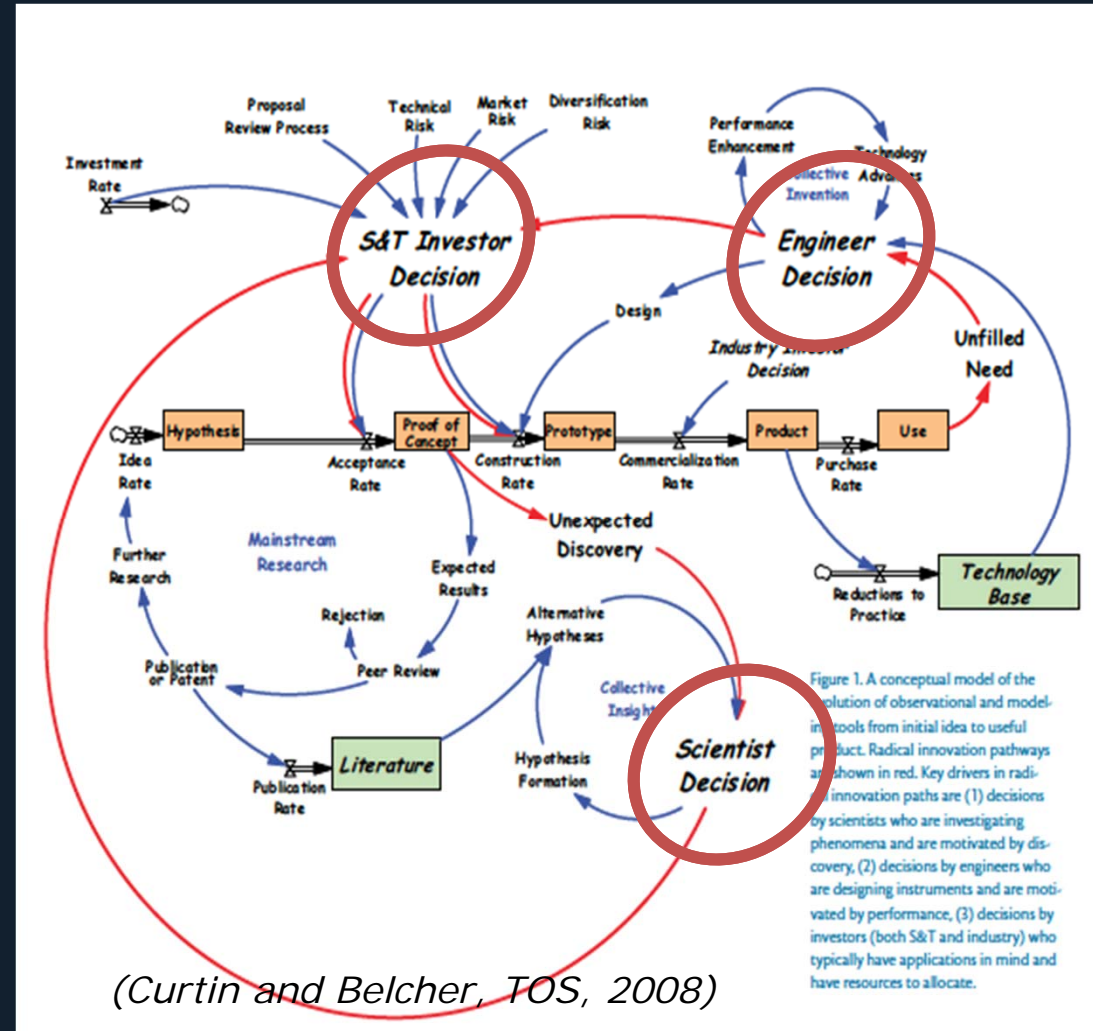 Proposal
Review Process
Technical
Risk
Market
Risk
Diversification
Risk
Performance
Enhancement
Technology
Advances
Collective
Invention
Investment
Rate
S&T Investor
Decision
Engineer
Decision
Design
Industry Investor
Decision
Unfilled
Need
Hypothesis
Proof of
Concept
Prototype
Product
Use
Idea
Rate
Acceptance
Rate
Construction
Rate
Commercialization
Rate
Purchase
Rate
Mainstream
Research
Unexpected
Discovery
Further
Research
Expected
Results
Technology
Base
Reductions to
Practice
Rejection
Alternative
Hypotheses
Publication
or Patent
Peer Review
Collective
Insight
Scientist
Decision
Hypothesis
Formation
Literature
Publication
Rate
Figure 1. A conceptual model of the
evolution of observational and model-
ing tools from initial idea to useful
product. Radical innovation pathways
are shown in red. Key drivers in radi-
cal innovation paths are (1) decisions
by scientists who are investigating
phenomena and are motivated by dis-
covery, (2) decisions by engineers who
are designing instruments and are moti-
vated by performance, (3) decisions by
investors (both S&T and industry) who
typically have applications in mind and
have resources to allocate.
(Curtin and Belcher, TOS, 2008)